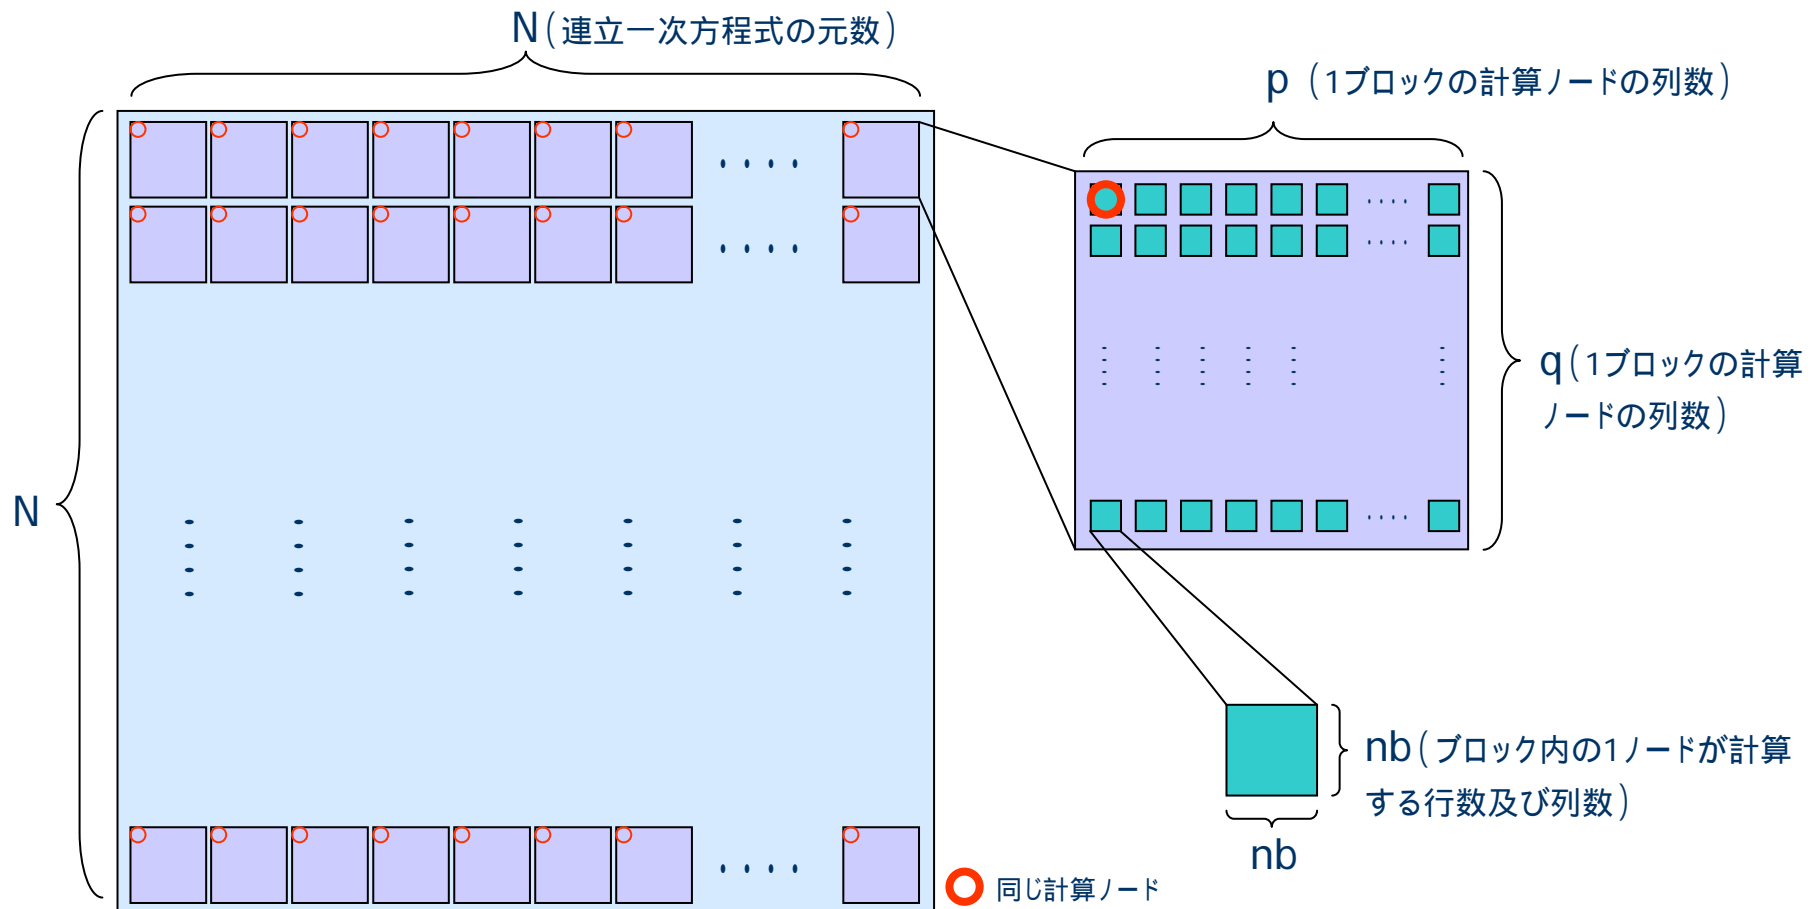 N(連立一次方程式の元数)
p (1ブロックの計算ノードの列数)
q(1ブロックの計算
ノードの列数)
N
nb(ブロック内の1ノードが計算
する行数及び列数)
nb
同じ計算ノード